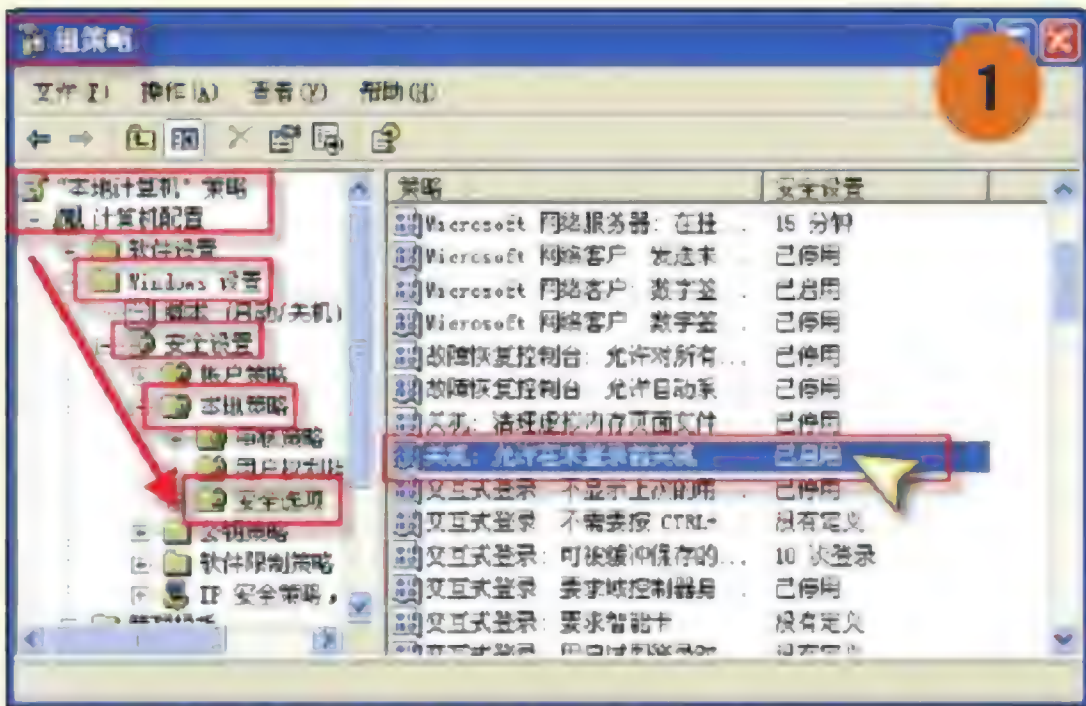 组策略
1
文件(F) 操作(A) 查看(V) 帮助(H)
"本地计算机"策略
计算机配置
软件设置
Windows 设置
脚本 (启动/关机)
安全设置
帐户策略
本地策略
审核策略
用户权利指
安全选项
公钥策略
软件限制策略
IP 安全策略,
策略 安全设置
Microsoft 网络服务器: 在挂... 15 分钟
Microsoft 网络客户: 发送未... 已停用
Microsoft 网络客户: 数字签... 已启用
Microsoft 网络客户: 数字签... 已停用
故障恢复控制台: 允许对所有... 已停用
故障恢复控制台: 允许自动系... 已停用
关机: 清理虚拟内存页面文件 已停用
关机: 允许在未登录前关机 已启用
交互式登录: 不显示上次的用... 已停用
交互式登录: 不需要按 CTRL+ 没有定义
交互式登录: 可被缓冲保存的... 10 次登录
交互式登录: 要求域控制器身... 已停用
交互式登录: 要求智能卡 没有定义